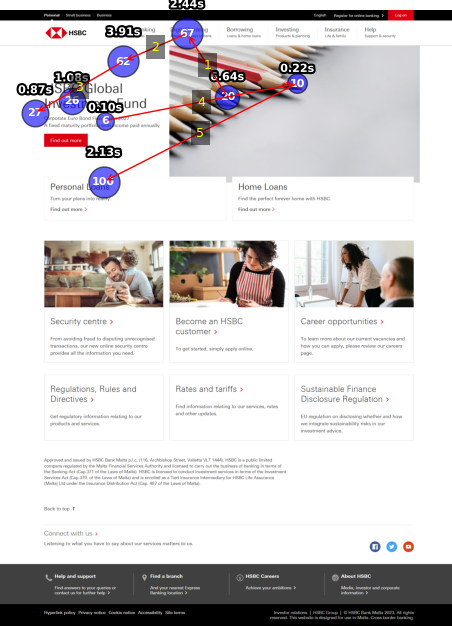 Personal Small business Business English Register for online banking Log on
HSBC
Borrowing
Loans & home loans
Investing
Products & planning
Insurance
Life & family
Help
Support & security
2.44s
67
3.91s
62
2
1
1.08s
3
0.87s
27
0.10s
6
4
20
0.22s
10
5
2.13s
Global
Fund
A fixed maturity
come paid annually
Find out more
Personal Loans
Turn your plans into
Find out more
Home Loans
Find the perfect forever home with HSBC.
Find out more
Security centre
From avoiding fraud to disputing unrecognised
transactions, our new online security centre
provides all the information you need.
Become an HSBC
customer
To get started, simply apply online.
Career opportunities
To learn more about our current vacancies and
how you can apply, please review our careers
page.
Regulations, Rules and
Directives
Get regulatory information relating to our
products and services.
Rates and tariffs
Find information relating to our services, rates
and other updates.
Sustainable Finance
Disclosure Regulation
EU regulation on disclosing whether and how
we integrate sustainability risks in our
investment advice.
Approved and issued by HSBC Bank Malta p.l.c. (116, Archbishop Street, Valletta VLT 1444). HSBC is a public limited
company regulated by the Malta Financial Services Authority and licensed to carry out the business of banking in terms of
the Banking Act (Cap.371 of the Laws of Malta). HSBC is licensed to conduct investment services in terms of the Investment
Services Act (Cap.370. of the Laws of Malta) and is enrolled as a Tied Insurance Intermediary for HSBC Life Assurance
(Malta) Ltd under the Insurance Distribution Act (Cap. 487 of the Laws of Malta).
Back to top
Connect with us
Listening to what you have to say about our services matters to us.
Help and support
Find answers to your queries or
contact us for further help
Find a branch
And your nearest Express
Banking location
HSBC Careers
Achieve your ambitions
About HSBC
Media, investor and corporate
information
Hyperlink policy Privacy notice Cookie notice Accessibility Site terms
Investor relations | HSBC Group | © HSBC Bank Malta 2023. All rights
reserved. This website is designed for use in Malta. Cross-border banking.